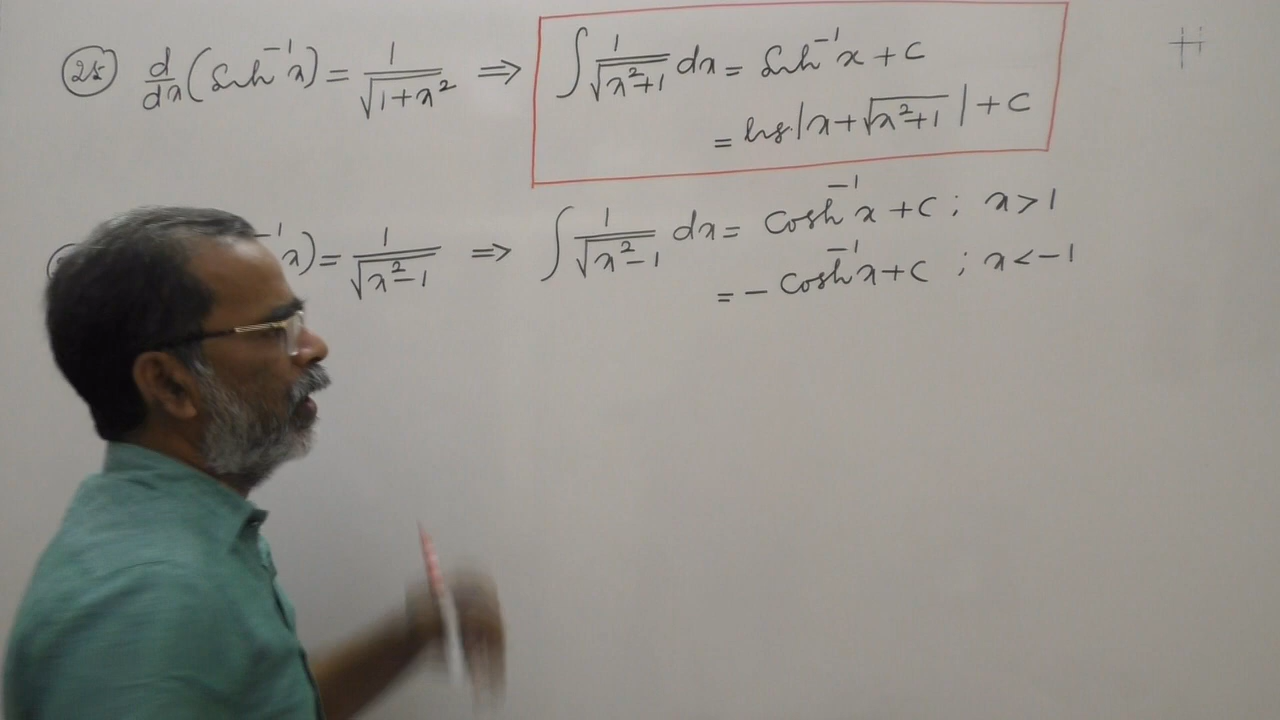 (25) d/dx (Sinh⁻¹x) = 1/√(1+x²) ⇒ ∫ 1/√(x²+1) dx = Sinh⁻¹x + C
= log|x+√(x²+1)| + C
⁻¹x) = 1/√(x²-1) ⇒ ∫ 1/√(x²-1) dx = Cosh⁻¹x + C ; x > 1
= - Cosh⁻¹x + C ; x < -1